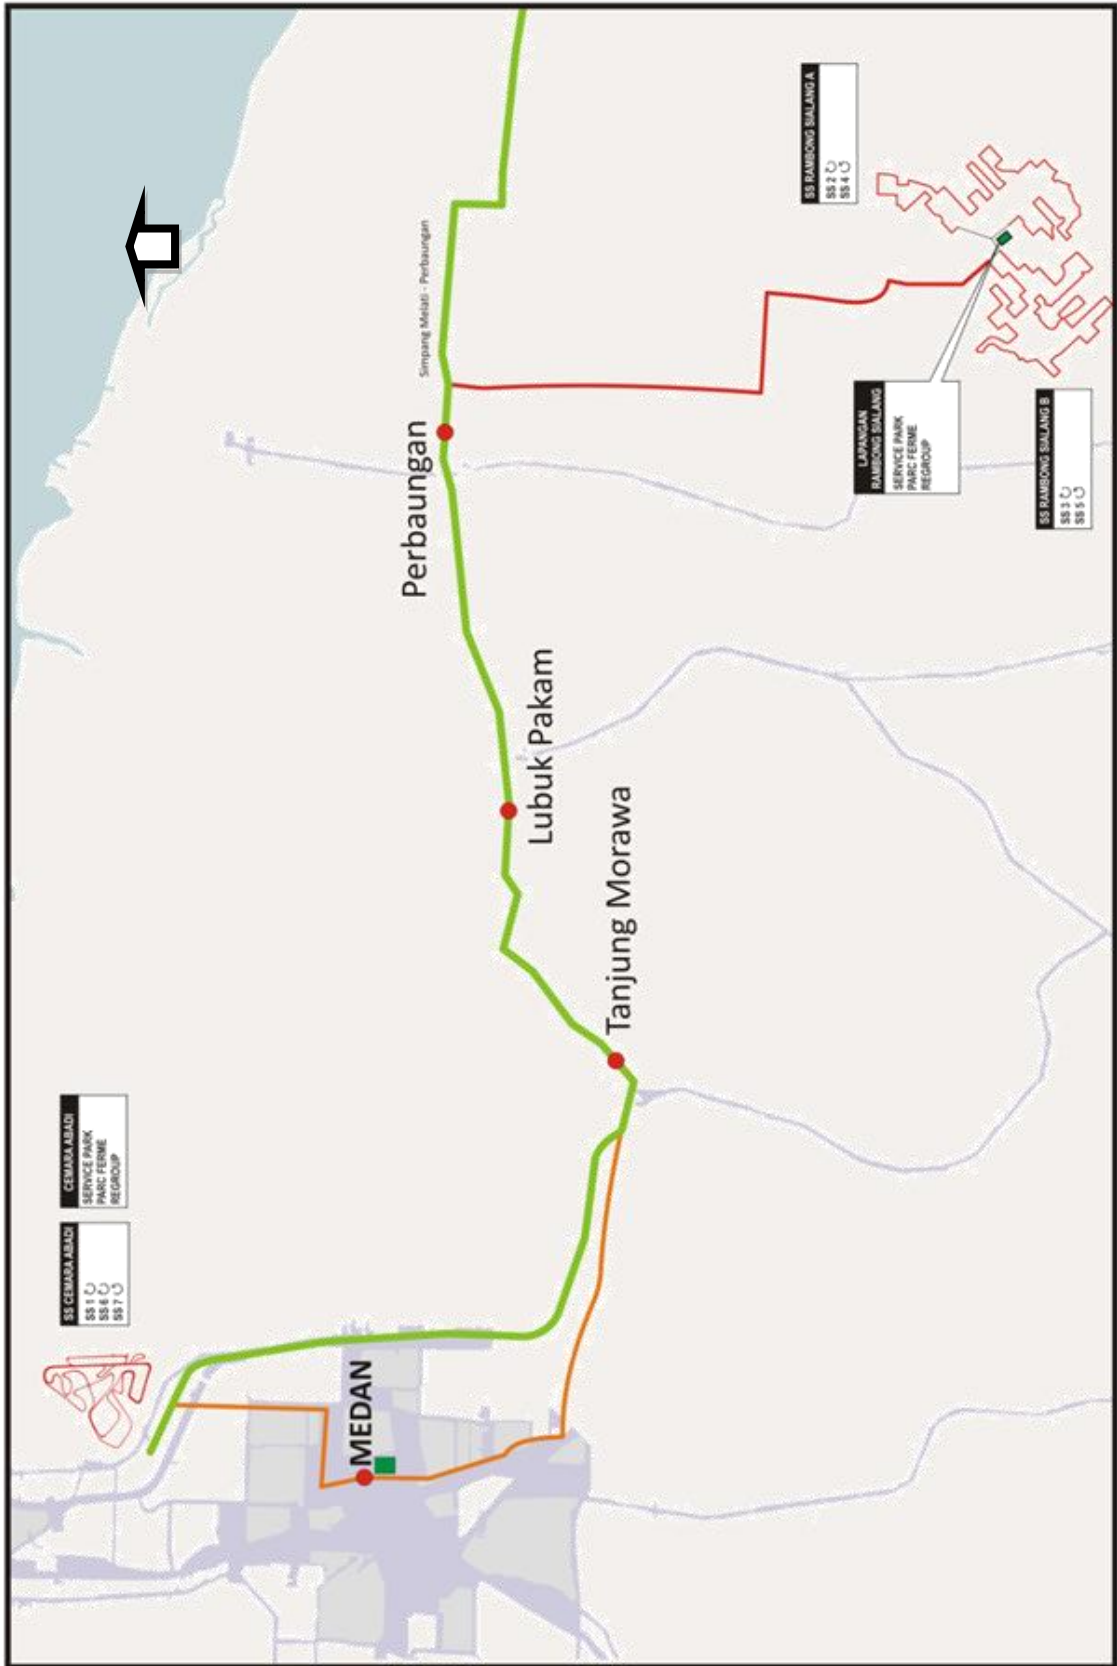 SS CEMARA ABADI
SS 1
SS 6
SS 7
CEMARA ABADI
SERVICE PARK
PARC FERME
REGROUP
MEDAN
Tanjung Morawa
Lubuk Pakam
Perbaungan
Simpang Melati - Perbaungan
SS RAMBONG SIALANG A
SS 2
SS 4
LAPANGAN
RAMBONG SIALANG
SERVICE PARK
PARC FERME
REGROUP
SS RAMBONG SIALANG B
SS 3
SS 5